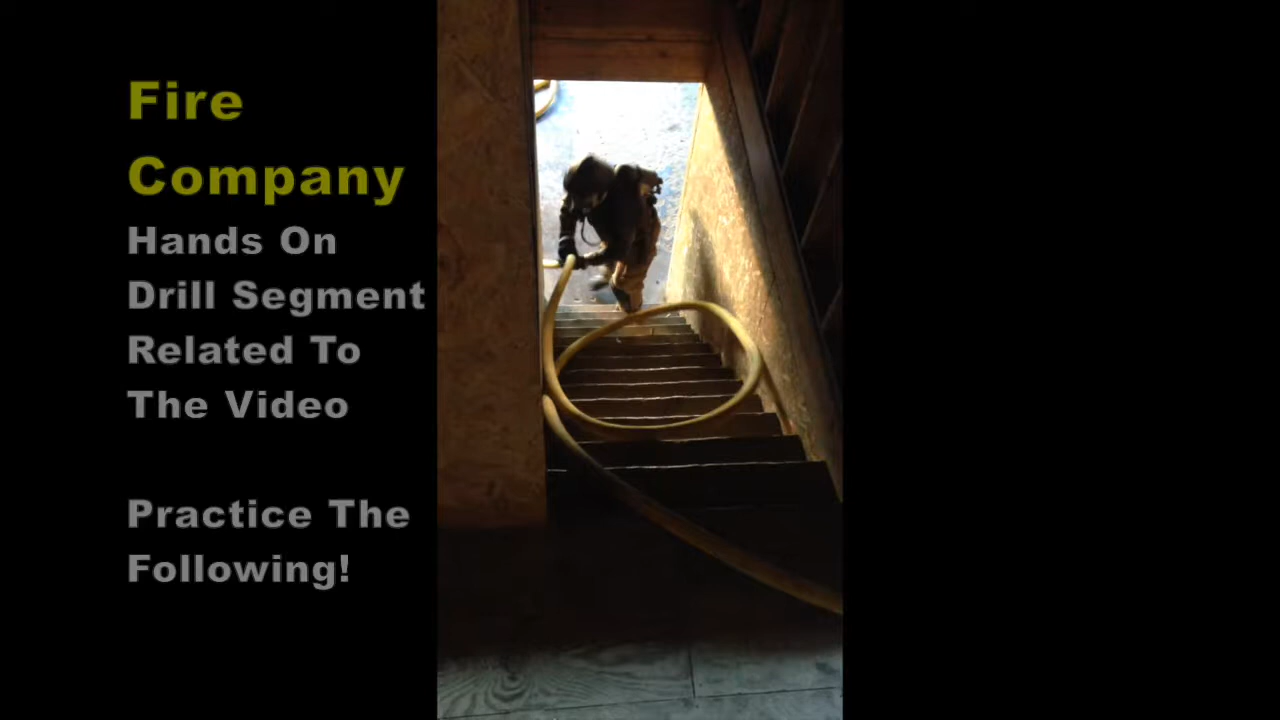 Fire
Company
Hands On
Drill Segment
Related To
The Video
Practice The
Following!